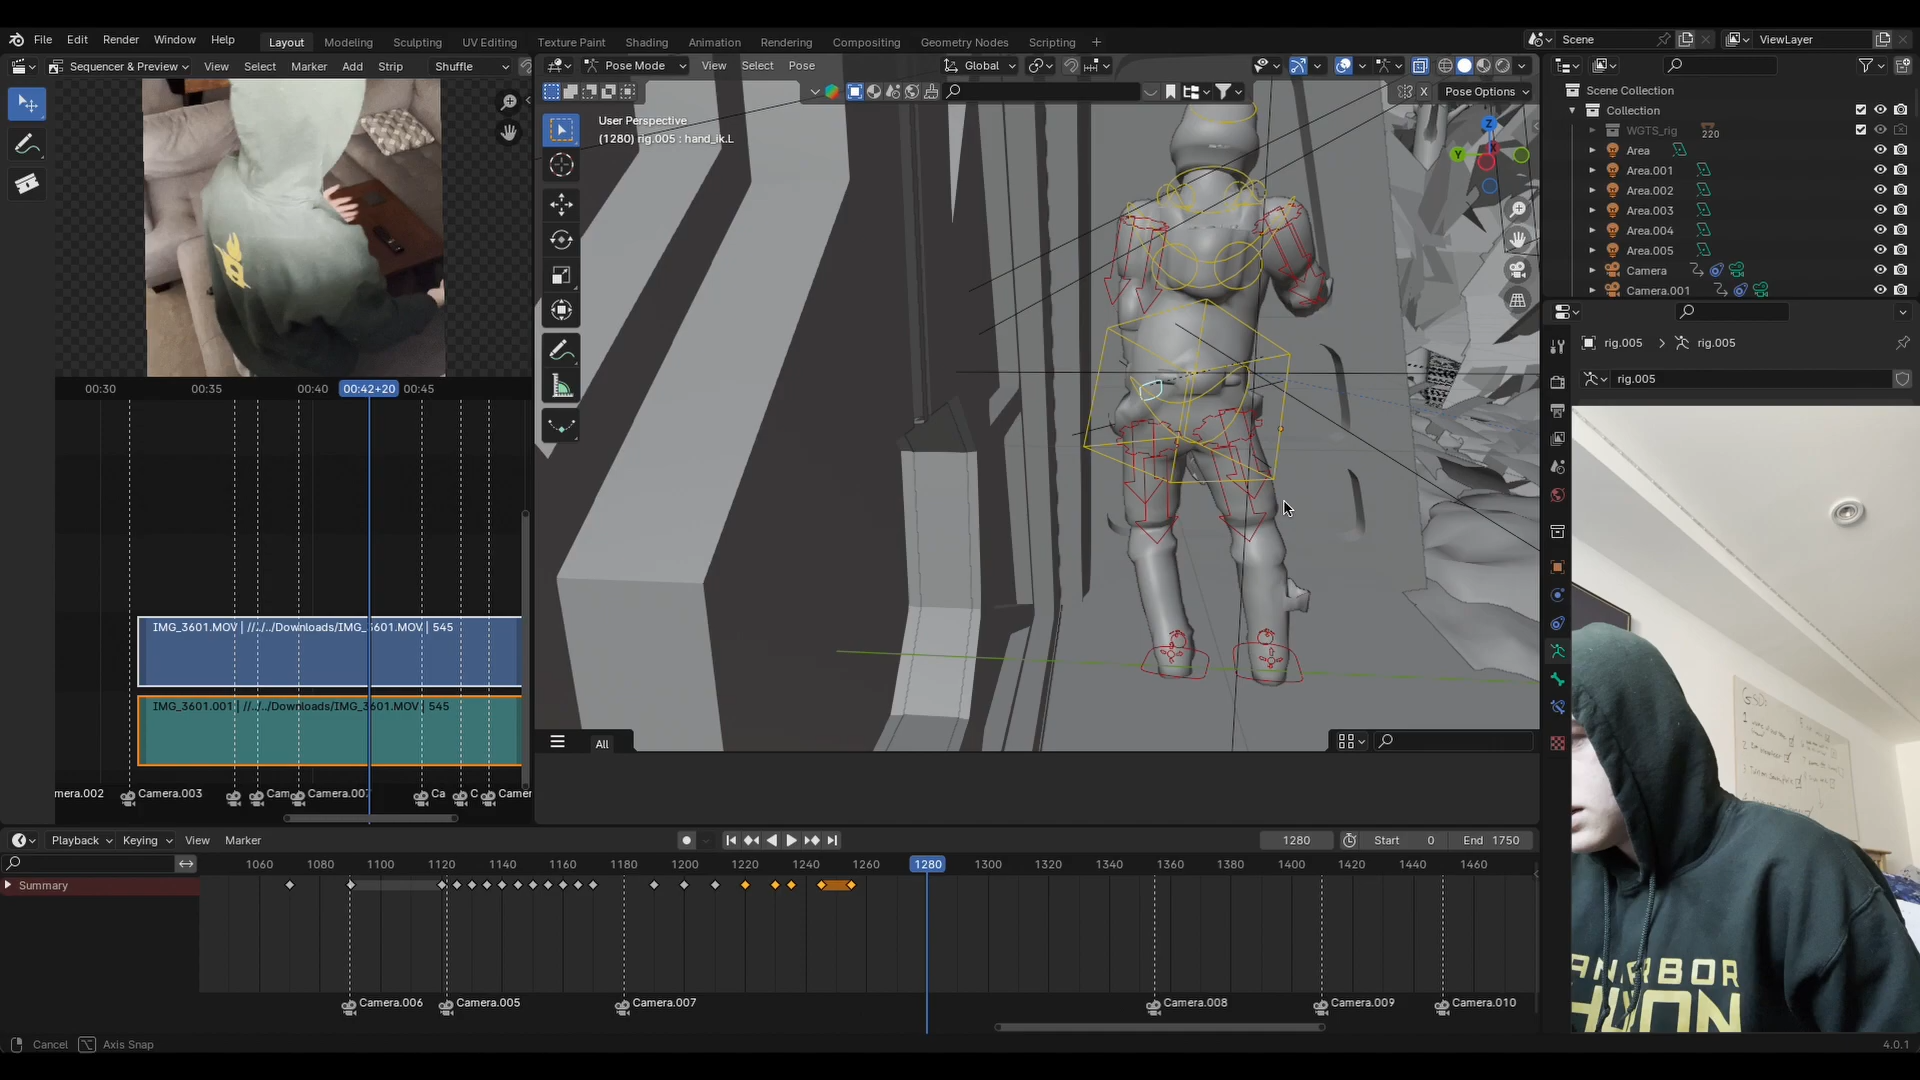 File Edit Render Window Help
Layout Modeling Sculpting UV Editing Texture Paint Shading Animation Rendering Compositing Geometry Nodes Scripting +
Scene
ViewLayer
Sequencer & Preview View Select Marker Add Strip Shuffle
Pose Mode View Select Pose
Global
X Pose Options
User Perspective
(1280) rig.005 : hand_ik.L
Z
Y
Scene Collection
Collection
WGTS_rig 220
Area
Area.001
Area.002
Area.003
Area.004
Area.005
Camera
Camera.001
rig.005 > rig.005
rig.005
00:30 00:35 00:40 00:42+20 00:45
IMG_3601.MOV | //../../Downloads/IMG_3601.MOV | 545
IMG_3601.001 | //../../Downloads/IMG_3601.MOV | 545
mera.002 Camera.003 Cam Camera.007 Ca C Camer
All
Playback Keying View Marker
1280 Start 0 End 1750
1060 1080 1100 1120 1140 1160 1180 1200 1220 1240 1260 1280 1300 1320 1340 1360 1380 1400 1420 1440 1460
Summary
Camera.006 Camera.005 Camera.007 Camera.008 Camera.009 Camera.010
Cancel Axis Snap
4.0.1